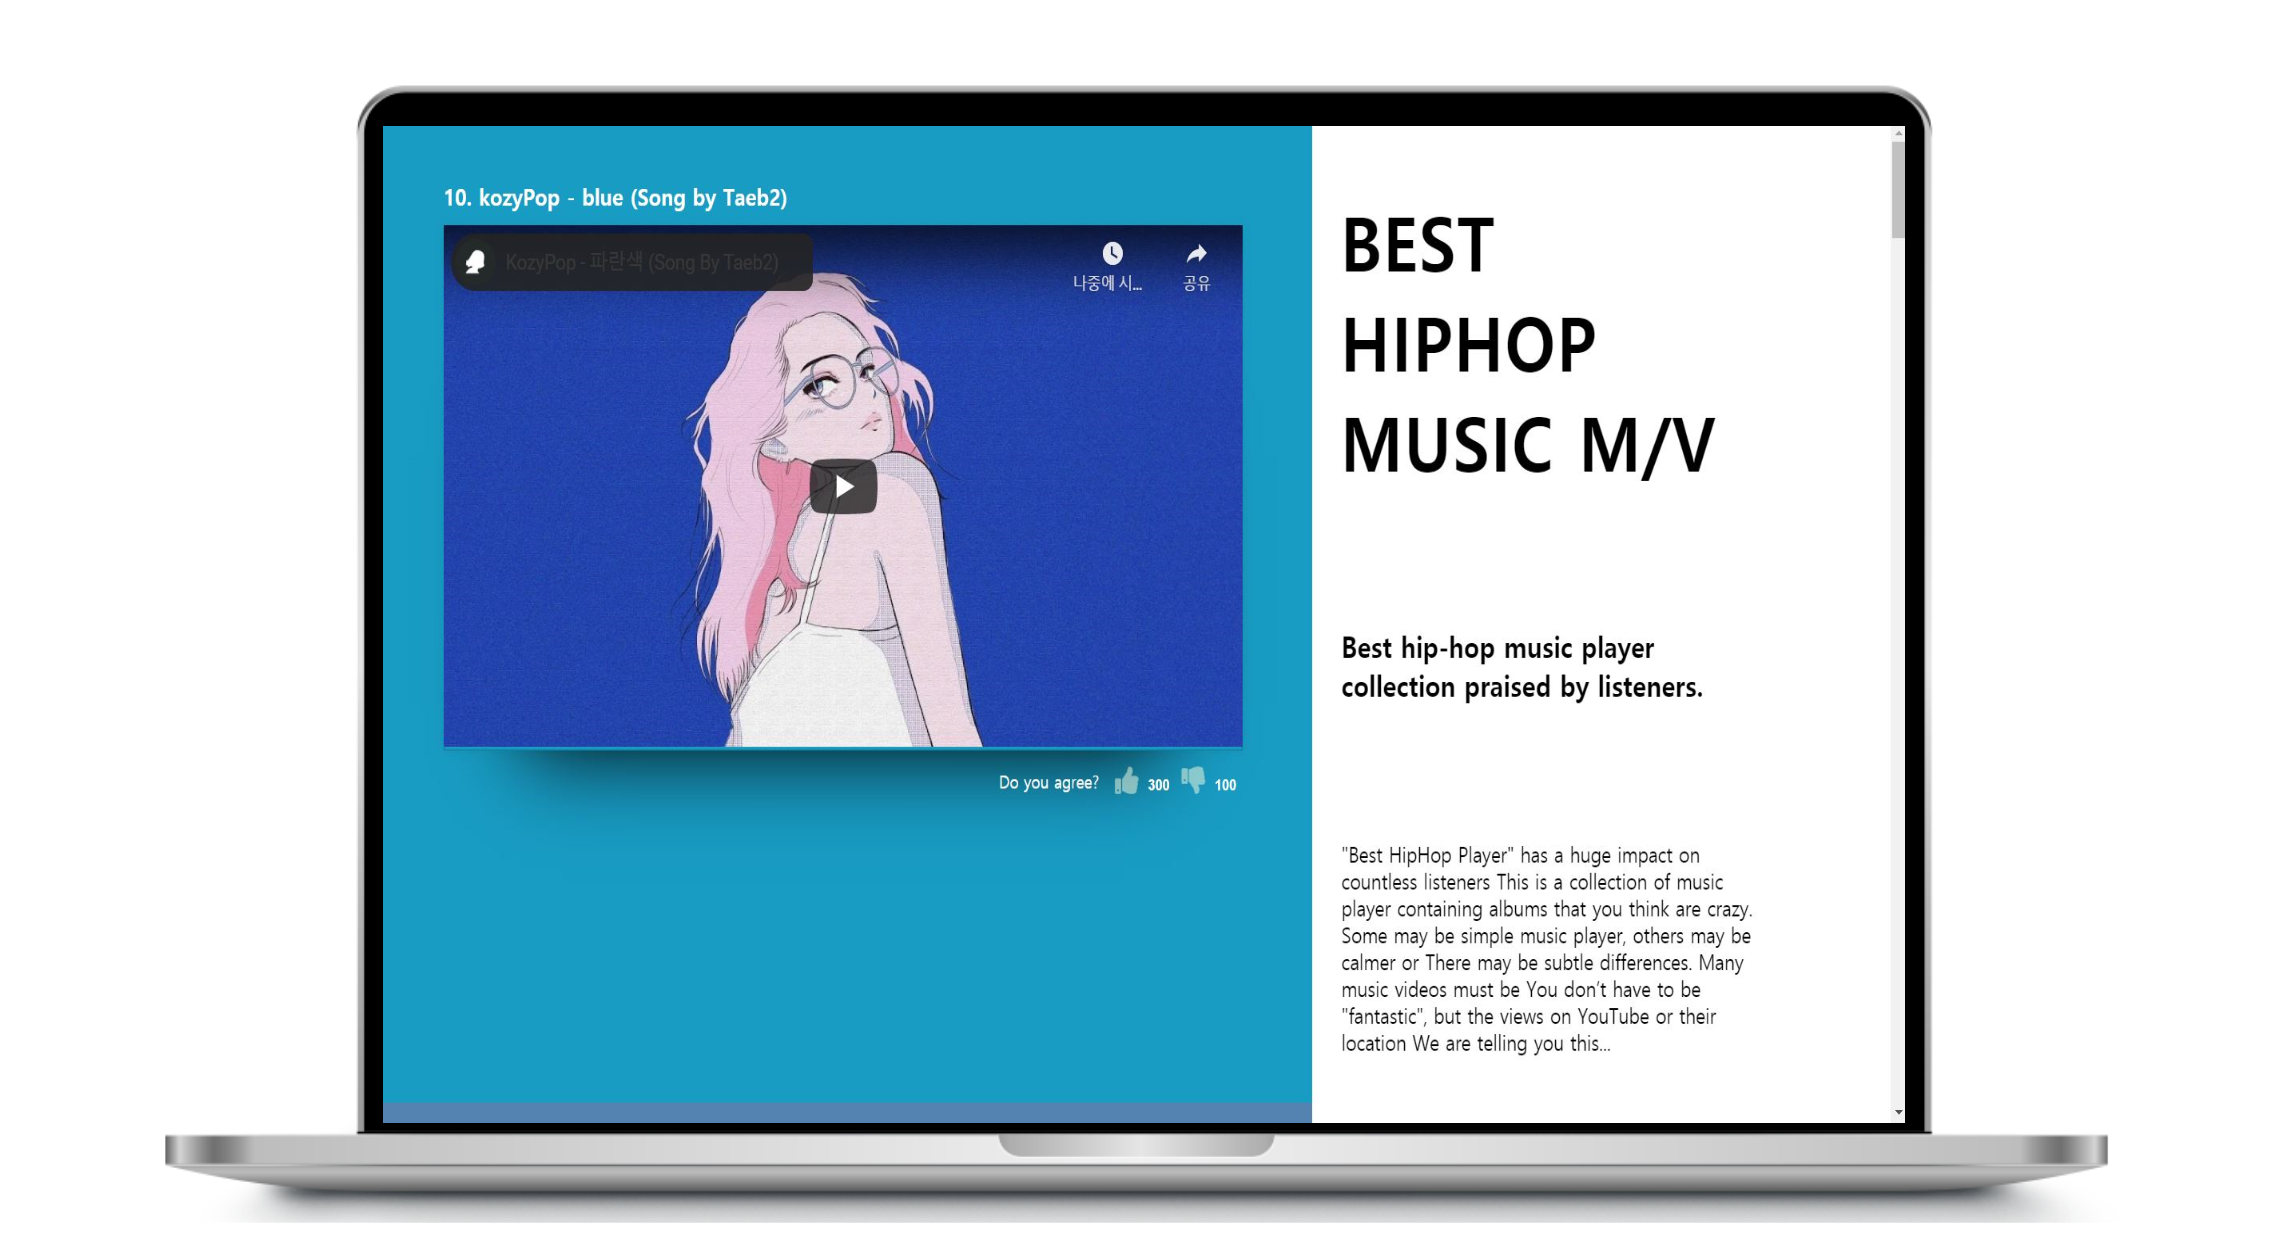 10. kozyPop - blue (Song by Taeb2)
KozyPop - 파란색 (Song By Taeb2)
나중에 시...
공유
Do you agree? 300 100
BEST
HIPHOP
MUSIC M/V
Best hip-hop music player
collection praised by listeners.
"Best HipHop Player" has a huge impact on
countless listeners This is a collection of music
player containing albums that you think are crazy.
Some may be simple music player, others may be
calmer or There may be subtle differences. Many
music videos must be You don’t have to be
"fantastic", but the views on YouTube or their
location We are telling you this...